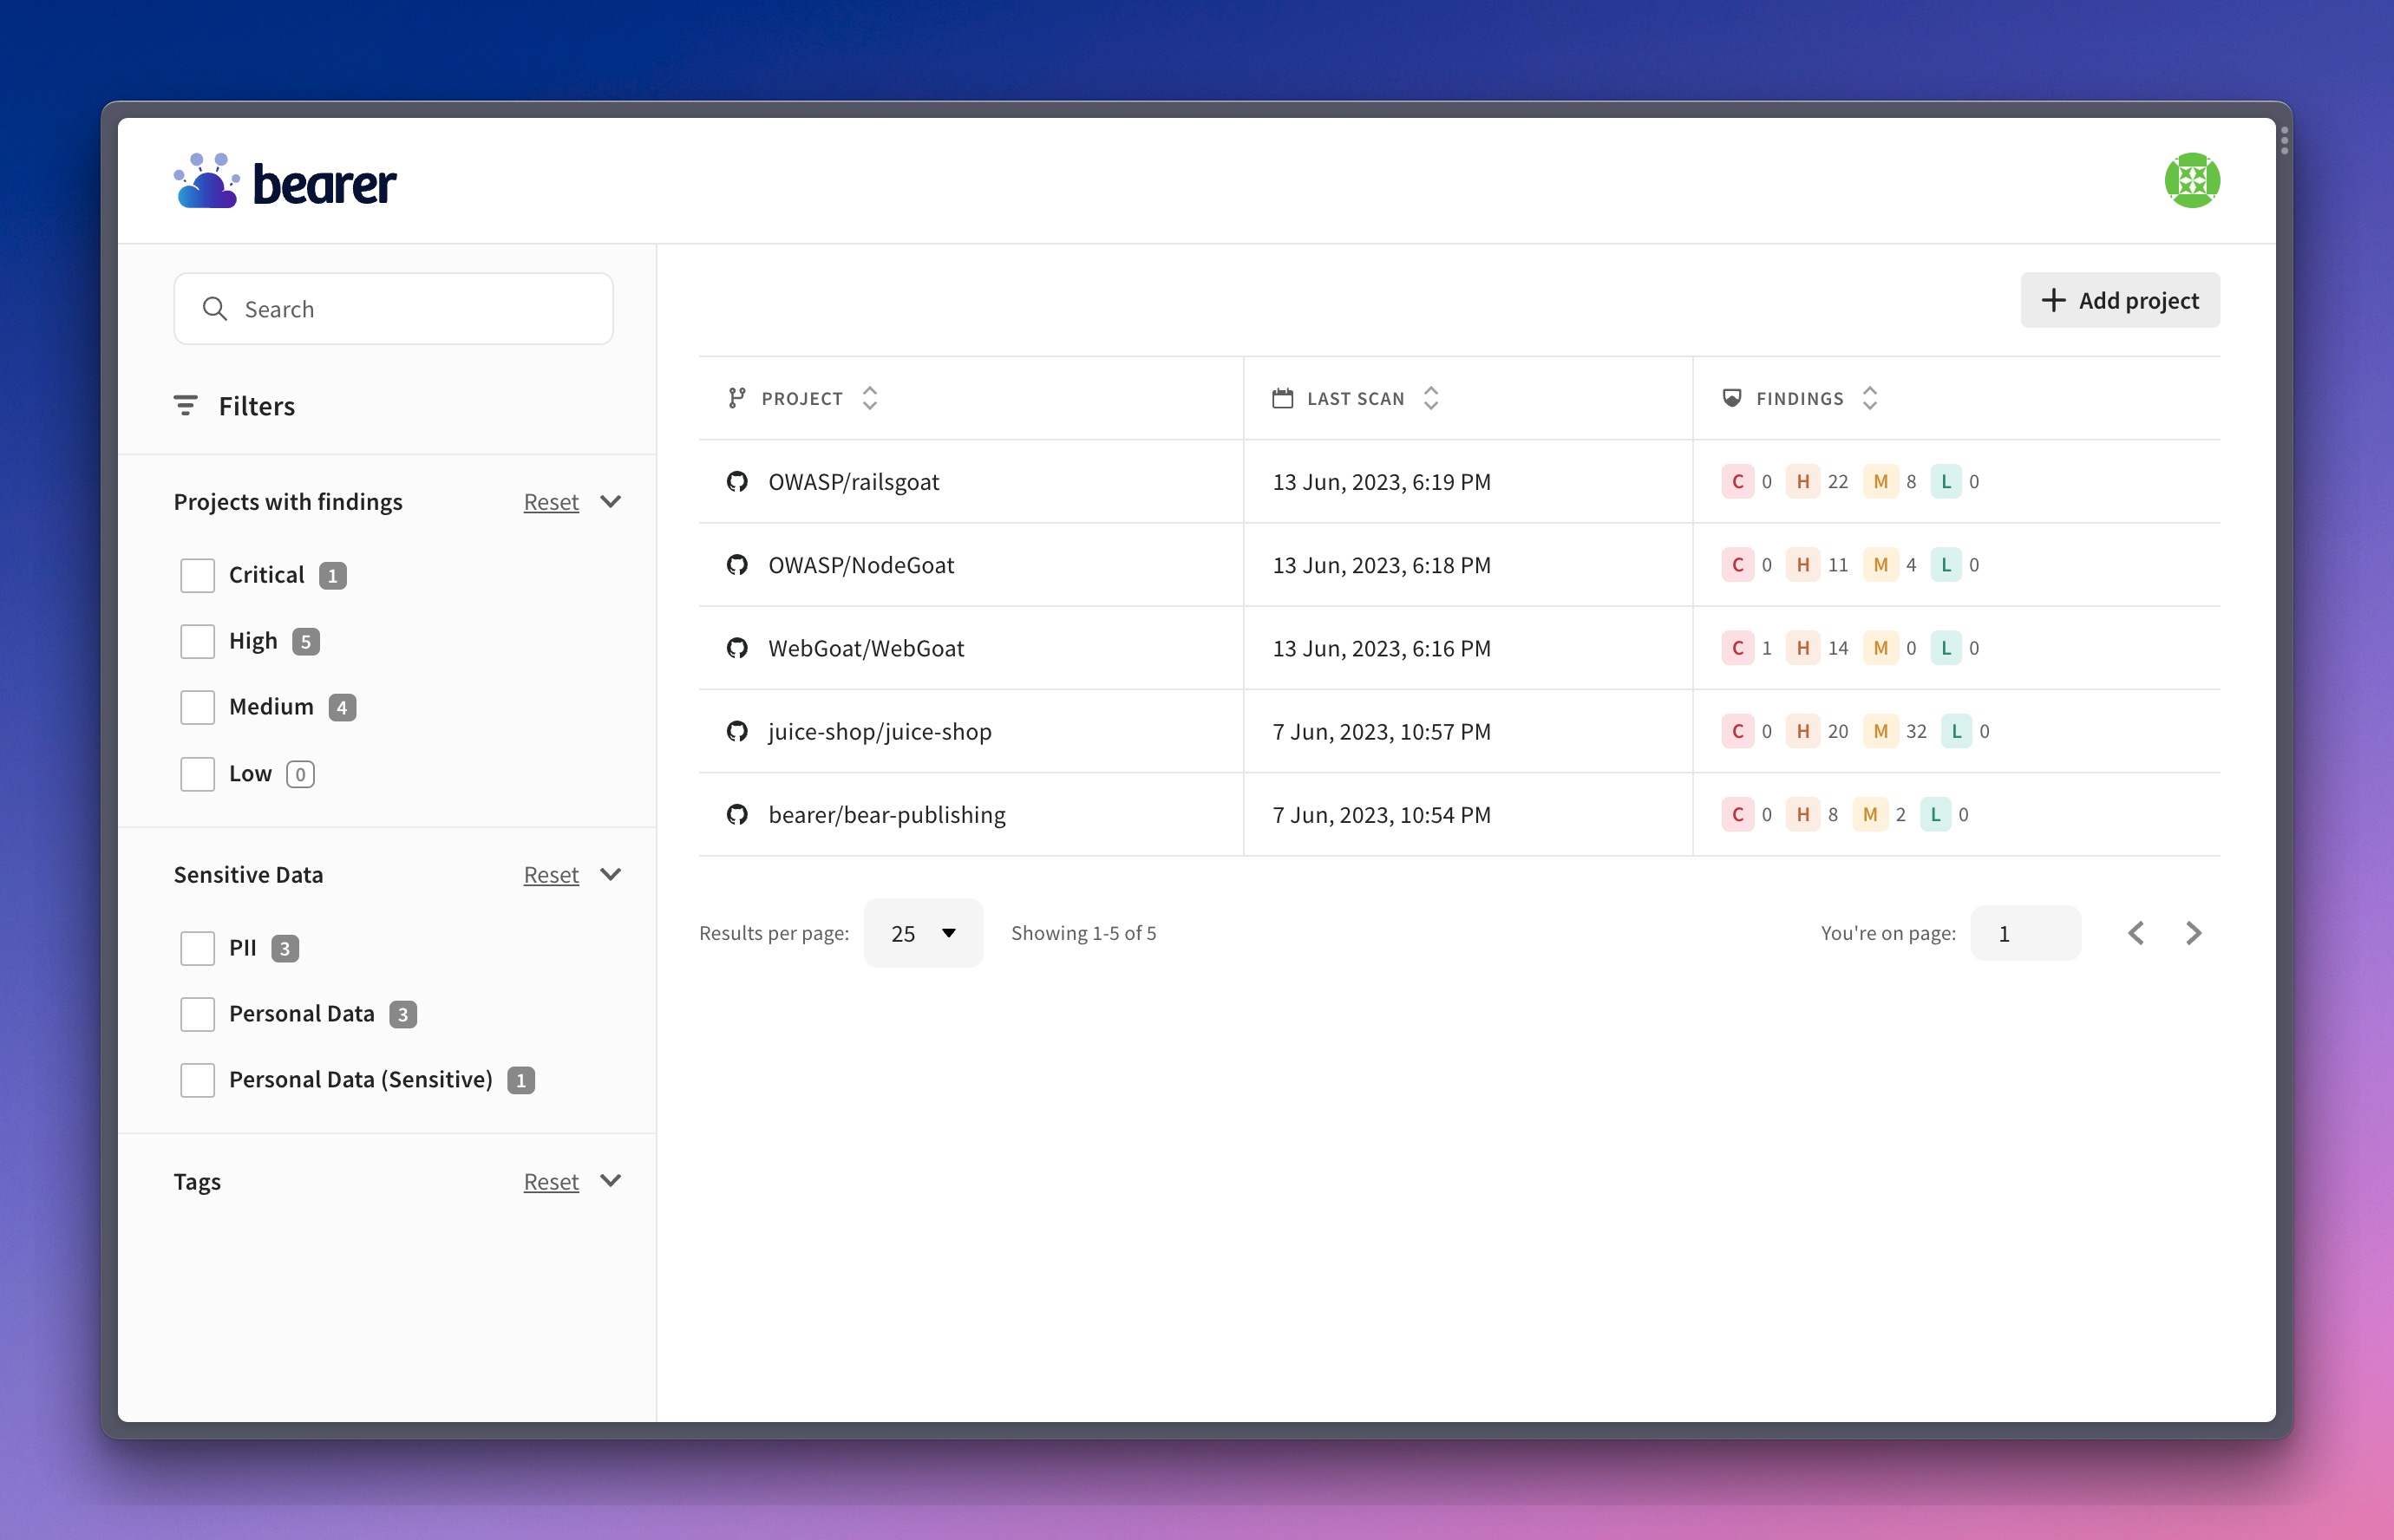 bearer
Search
Filters
Projects with findings Reset
Critical 1
High 5
Medium 4
Low 0
Sensitive Data Reset
PII 3
Personal Data 3
Personal Data (Sensitive) 1
Tags Reset
Add project
PROJECT LAST SCAN FINDINGS
OWASP/railsgoat 13 Jun, 2023, 6:19 PM C 0 H 22 M 8 L 0
OWASP/NodeGoat 13 Jun, 2023, 6:18 PM C 0 H 11 M 4 L 0
WebGoat/WebGoat 13 Jun, 2023, 6:16 PM C 1 H 14 M 0 L 0
juice-shop/juice-shop 7 Jun, 2023, 10:57 PM C 0 H 20 M 32 L 0
bearer/bear-publishing 7 Jun, 2023, 10:54 PM C 0 H 8 M 2 L 0
Results per page: 25 Showing 1-5 of 5 You're on page: 1